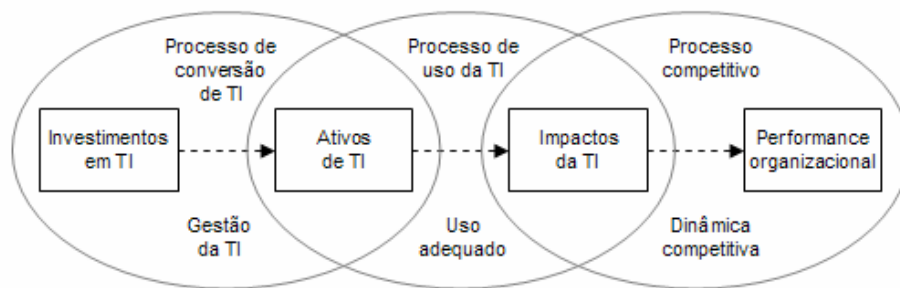 Processo de
conversão
de TI
Processo de
uso da TI
Processo
competitivo
Investimentos
em TI
Ativos
de TI
Impactos
da TI
Performance
organizacional
Gestão
da TI
Uso
adequado
Dinâmica
competitiva